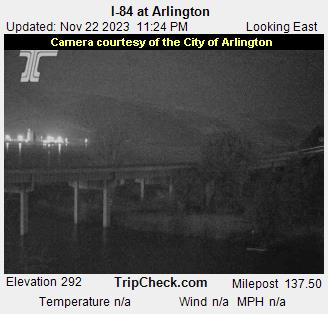 I-84 at Arlington
Updated: Nov 22 2023 11:24 PM Looking East
Camera courtesy of the City of Arlington
Elevation 292 TripCheck.com Milepost 137.50
Temperature n/a Wind n/a MPH n/a